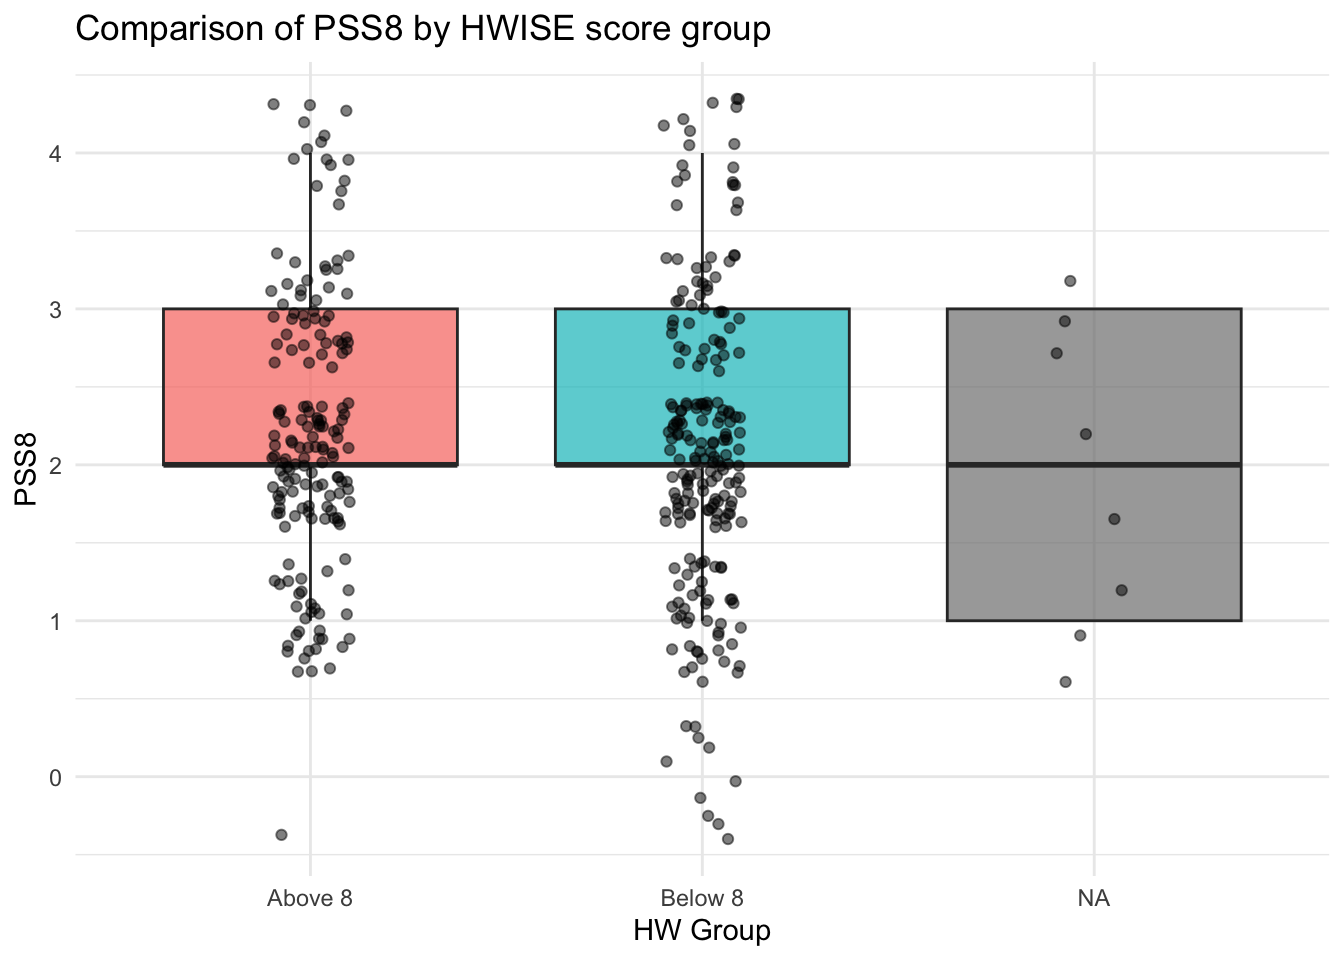 Comparison of PSS8 by HWISE score group
PSS8
4
3
2
1
0
Above 8
Below 8
NA
HW Group